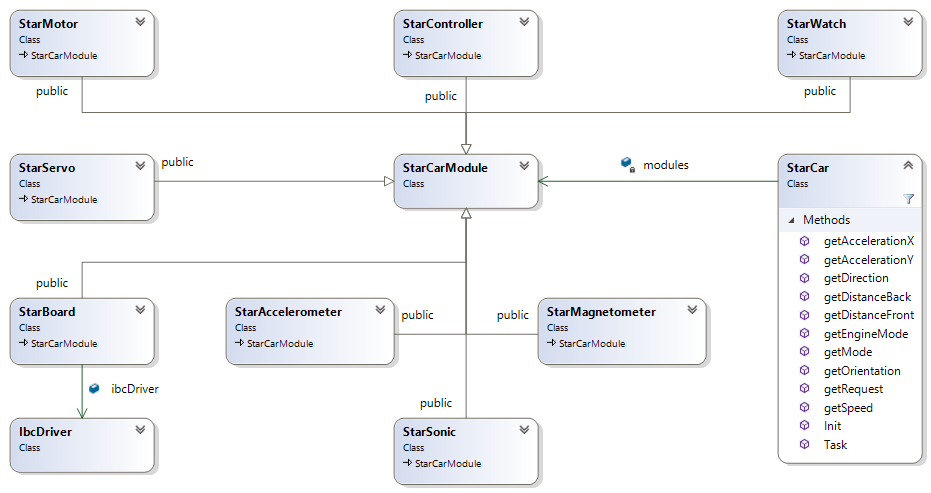 StarMotor
Class
StarCarModule
StarController
Class
StarCarModule
StarWatch
Class
StarCarModule
public
public
public
StarServo
Class
StarCarModule
public
StarCarModule
Class
modules
StarCar
Class
Methods
getAccelerationX
getAccelerationY
getDirection
getDistanceBack
getDistanceFront
getEngineMode
getMode
getOrientation
getRequest
getSpeed
Init
Task
public
StarBoard
Class
StarCarModule
StarAccelerometer
Class
StarCarModule
public
public
StarMagnetometer
Class
StarCarModule
ibcDriver
IbcDriver
Class
public
StarSonic
Class
StarCarModule